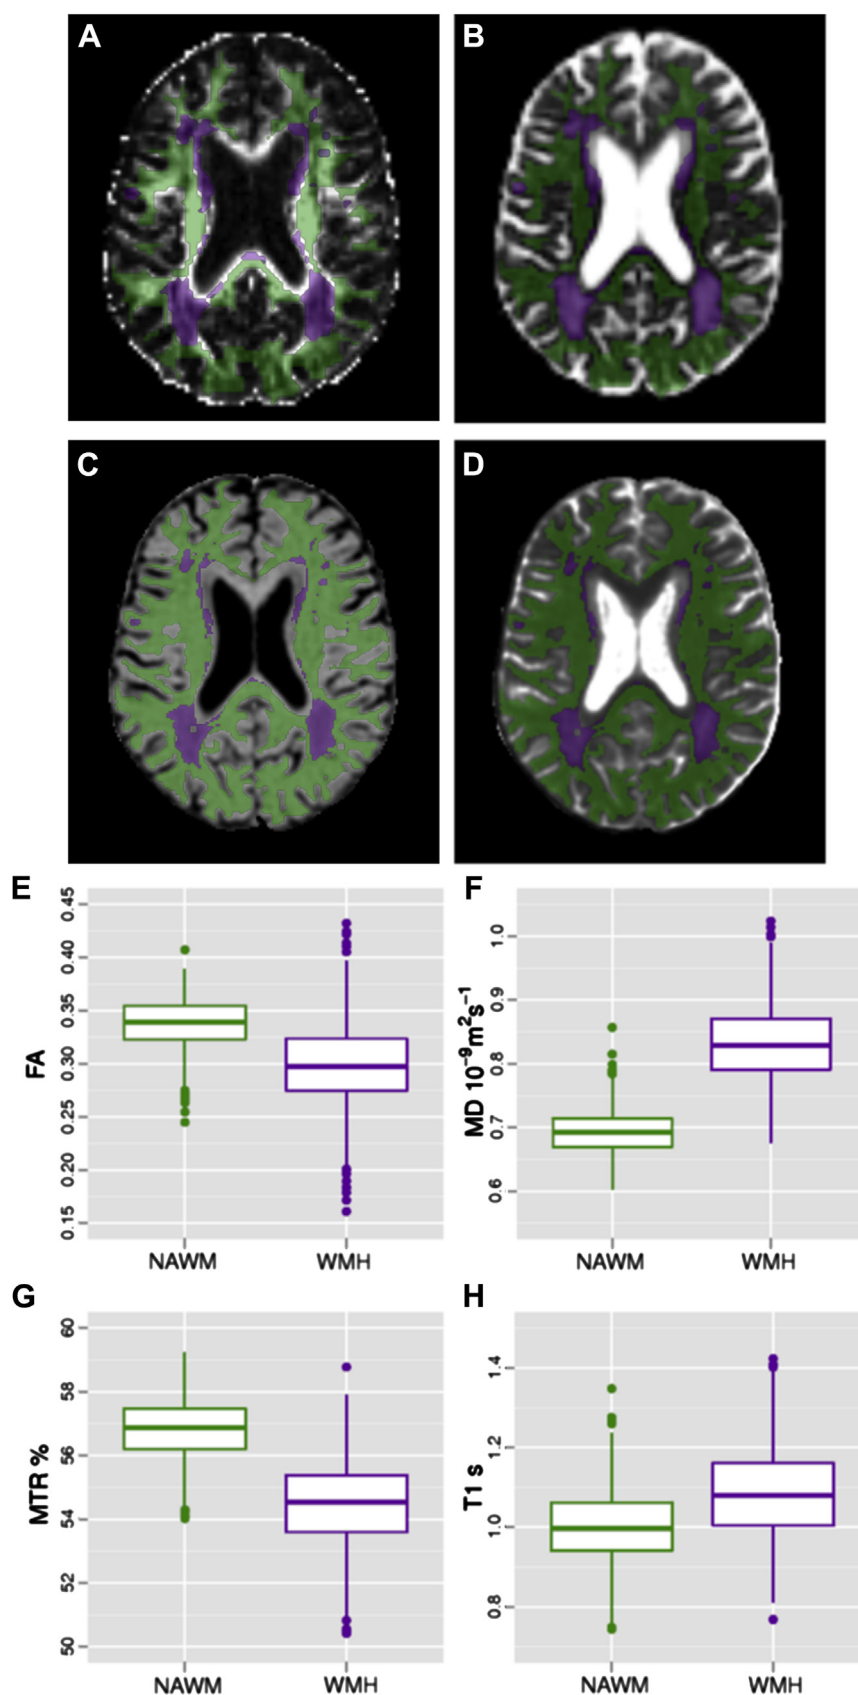 A
B
C
D
E
FA
0.45
0.40
0.35
0.30
0.25
0.20
0.15
NAWM
WMH
F
MD 10⁻⁹m²s⁻¹
1.0
0.9
0.8
0.7
0.6
NAWM
WMH
G
MTR %
60
58
56
54
52
50
NAWM
WMH
H
T1 s
1.4
1.2
1.0
0.8
NAWM
WMH